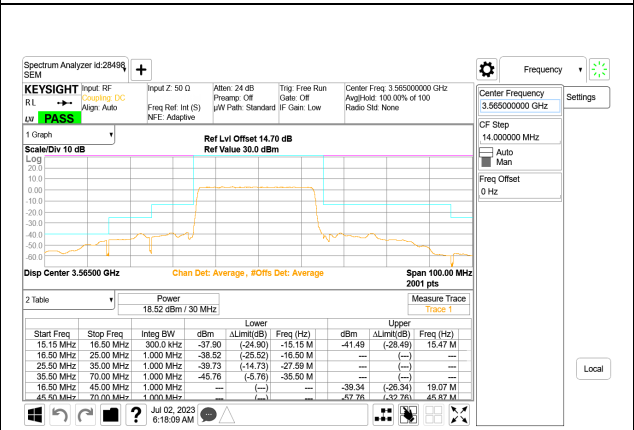 Spectrum Analyzer id:28498
SEM
Frequency
KEYSIGHT
RL
LXI
PASS
Input: RF
Coupling: DC
Align: Auto
Input Z: 50 Ω
Freq Ref: Int (S)
NFE: Adaptive
Atten: 24 dB
Preamp: Off
µW Path: Standard
Trig: Free Run
Gate: Off
IF Gain: Low
Center Freq: 3.565000000 GHz
Avg|Hold: 100.00% of 100
Radio Std: None
Center Frequency
3.565000000 GHz
Settings
CF Step
14.000000 MHz
Auto
Man
Freq Offset
0 Hz
Local
1 Graph
Scale/Div 10 dB
Ref Lvl Offset 14.70 dB
Ref Value 30.0 dBm
Log
20.0
10.0
0.00
-10.0
-20.0
-30.0
-40.0
-50.0
-60.0
Disp Center 3.56500 GHz
Chan Det: Average, #Offs Det: Average
Span 100.00 MHz
2001 pts
2 Table
Power
18.52 dBm / 30 MHz
Measure Trace
Trace 1
Lower Upper
Start Freq Stop Freq Integ BW dBm ΔLimit(dB) Freq (Hz) dBm ΔLimit(dB) Freq (Hz)
15.15 MHz 16.50 MHz 300.0 kHz -37.90 (-24.90) -15.15 M -41.49 (-28.49) 15.47 M
16.50 MHz 25.00 MHz 1.000 MHz -38.52 (-25.52) -16.50 M --- (---) ---
25.50 MHz 35.00 MHz 1.000 MHz -39.73 (-14.73) -27.59 M --- (---) ---
35.50 MHz 70.00 MHz 1.000 MHz -45.76 (-5.76) -35.50 M --- (---) ---
16.50 MHz 45.00 MHz 1.000 MHz --- (---) --- -39.34 (-26.34) 19.07 M
45.50 MHz 70.00 MHz 1.000 MHz --- (---) --- -57.76 (-32.76) 45.87 M
?
Jul 02, 2023
6:18:09 AM